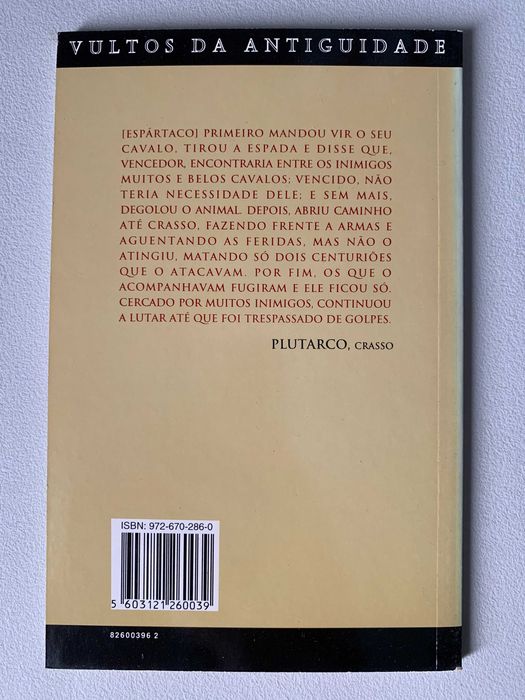 VULTOS DA ANTIGUIDADE
[ESPÁRTACO] PRIMEIRO MANDOU VIR O SEU
CAVALO, TIROU A ESPADA E DISSE QUE,
VENCEDOR, ENCONTRARIA ENTRE OS INIMIGOS
MUITOS E BELOS CAVALOS; VENCIDO, NÃO
TERIA NECESSIDADE DELE; E SEM MAIS,
DEGOLOU O ANIMAL. DEPOIS, ABRIU CAMINHO
ATÉ CRASSO, FAZENDO FRENTE A ARMAS E
AGUENTANDO AS FERIDAS, MAS NÃO O
ATINGIU, MATANDO SÓ DOIS CENTURIÕES
QUE O ATACAVAM. POR FIM, OS QUE O
ACOMPANHAVAM FUGIRAM E ELE FICOU SÓ.
CERCADO POR MUITOS INIMIGOS, CONTINUOU
A LUTAR ATÉ QUE FOI TRESPASSADO DE GOLPES.
PLUTARCO, CRASSO
ISBN: 972-670-286-0
5 603121 260039
82600396 2